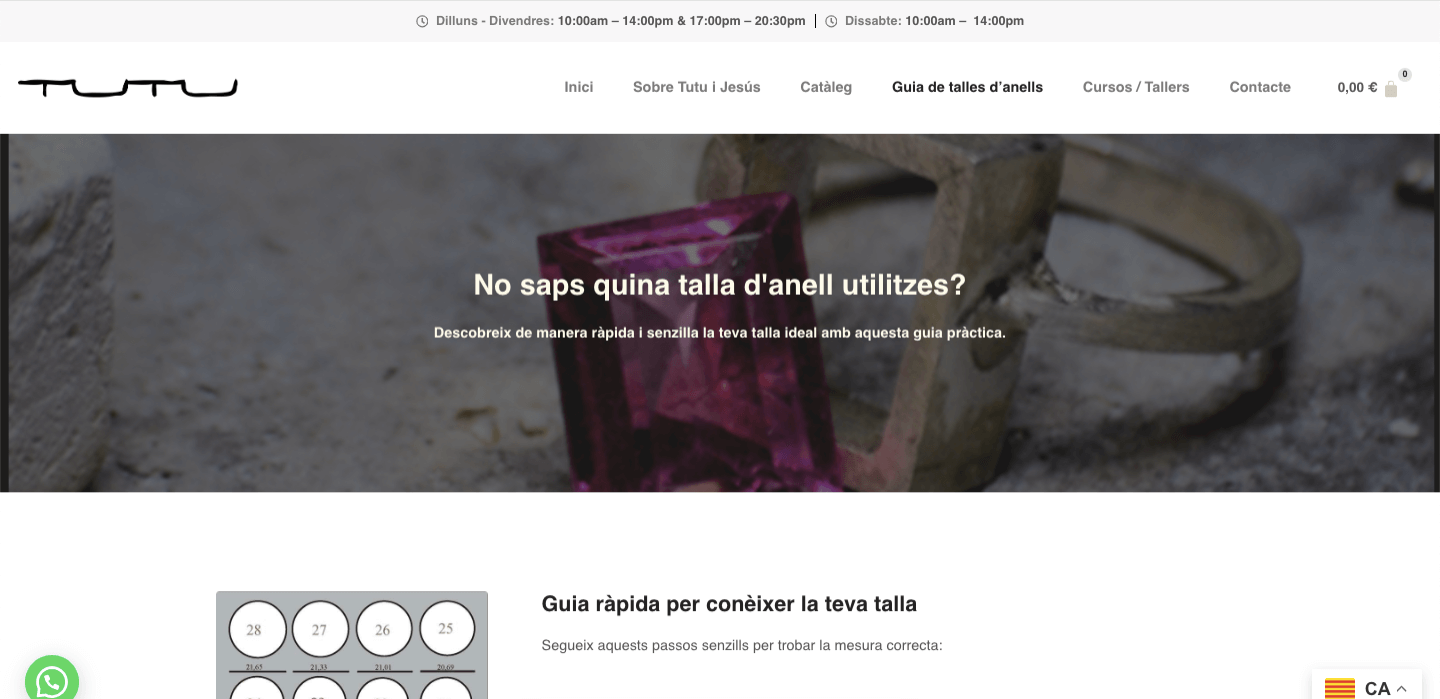 Dilluns - Divendres: 10:00am – 14:00pm & 17:00pm – 20:30pm | Dissabte: 10:00am – 14:00pm
TUTU
Inici Sobre Tutu i Jesús Catàleg Guia de talles d’anells Cursos / Tallers Contacte 0,00 € 0
No saps quina talla d'anell utilitzes?
Descobreix de manera ràpida i senzilla la teva talla ideal amb aquesta guia pràctica.
28 27 26 25
21,65 21,33 21,01 20,69
Guia ràpida per conèixer la teva talla
Segueix aquests passos senzills per trobar la mesura correcta:
CA